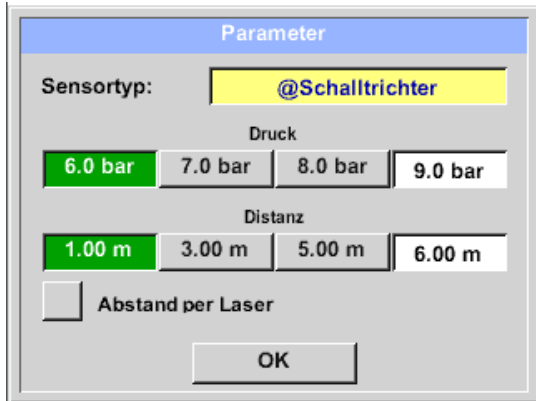 Parameter
Sensortyp: @Schalltrichter
Druck
6.0 bar 7.0 bar 8.0 bar 9.0 bar
Distanz
1.00 m 3.00 m 5.00 m 6.00 m
Abstand per Laser
OK